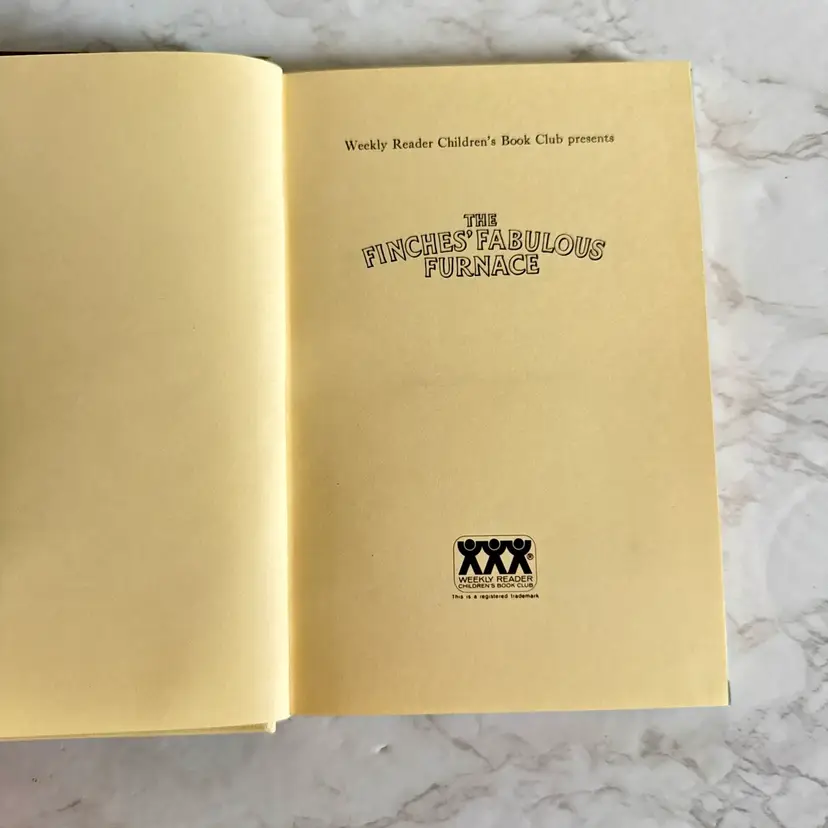 Weekly Reader Children's Book Club presents
THE
FINCHES' FABULOUS
FURNACE
®
WEEKLY READER
CHILDREN'S BOOK CLUB
This is a registered trademark